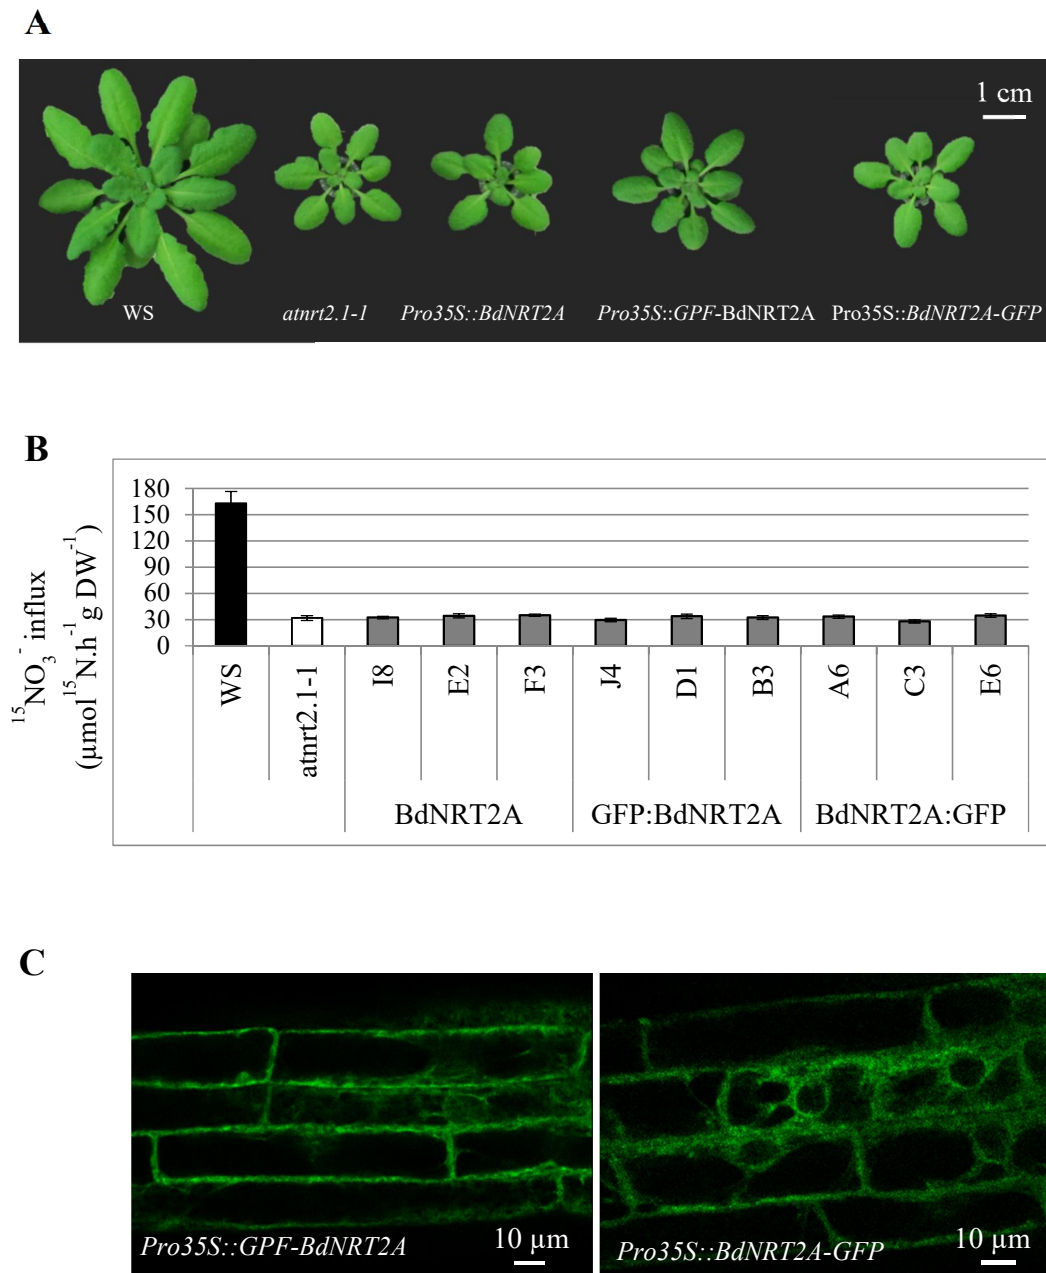 A
1 cm
WS
atnrt2.1-1
Pro35S::BdNRT2A
Pro35S::GPF-BdNRT2A
Pro35S::BdNRT2A-GFP
B
15NO3- influx
(µmol 15N.h-1 g DW-1)
180
150
120
90
60
30
0
WS
atnrt2.1-1
I8
E2
F3
J4
D1
B3
A6
C3
E6
BdNRT2A
GFP:BdNRT2A
BdNRT2A:GFP
C
Pro35S::GPF-BdNRT2A
10 µm
Pro35S::BdNRT2A-GFP
10 µm